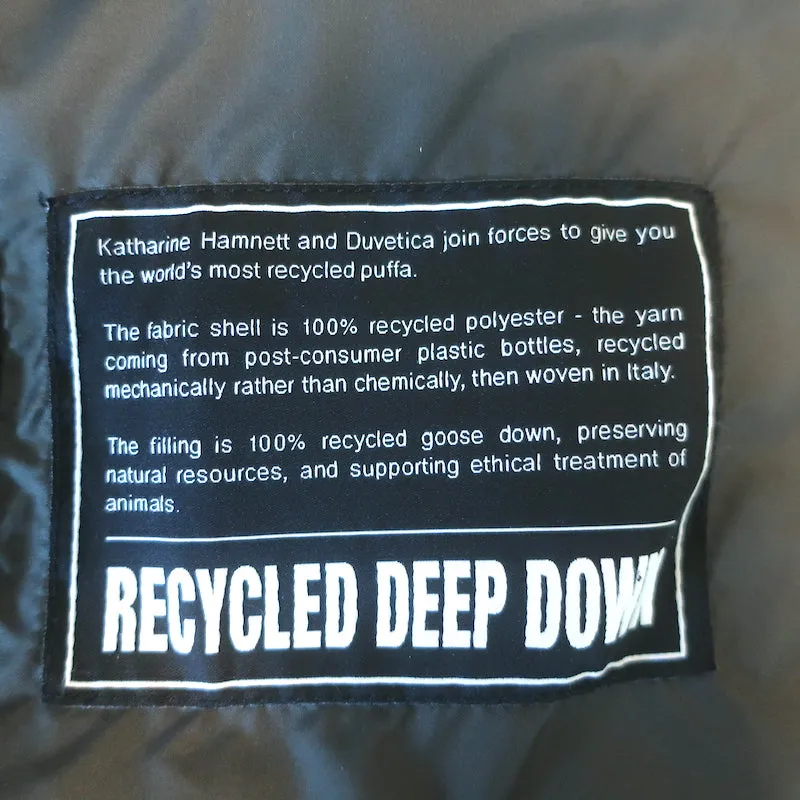 Katharine Hamnett and Duvetica join forces to give you
the world's most recycled puffa.
The fabric shell is 100% recycled polyester - the yarn
coming from post-consumer plastic bottles, recycled
mechanically rather than chemically, then woven in Italy.
The filling is 100% recycled goose down, preserving
natural resources, and supporting ethical treatment of
animals.
RECYCLED DEEP DOWN